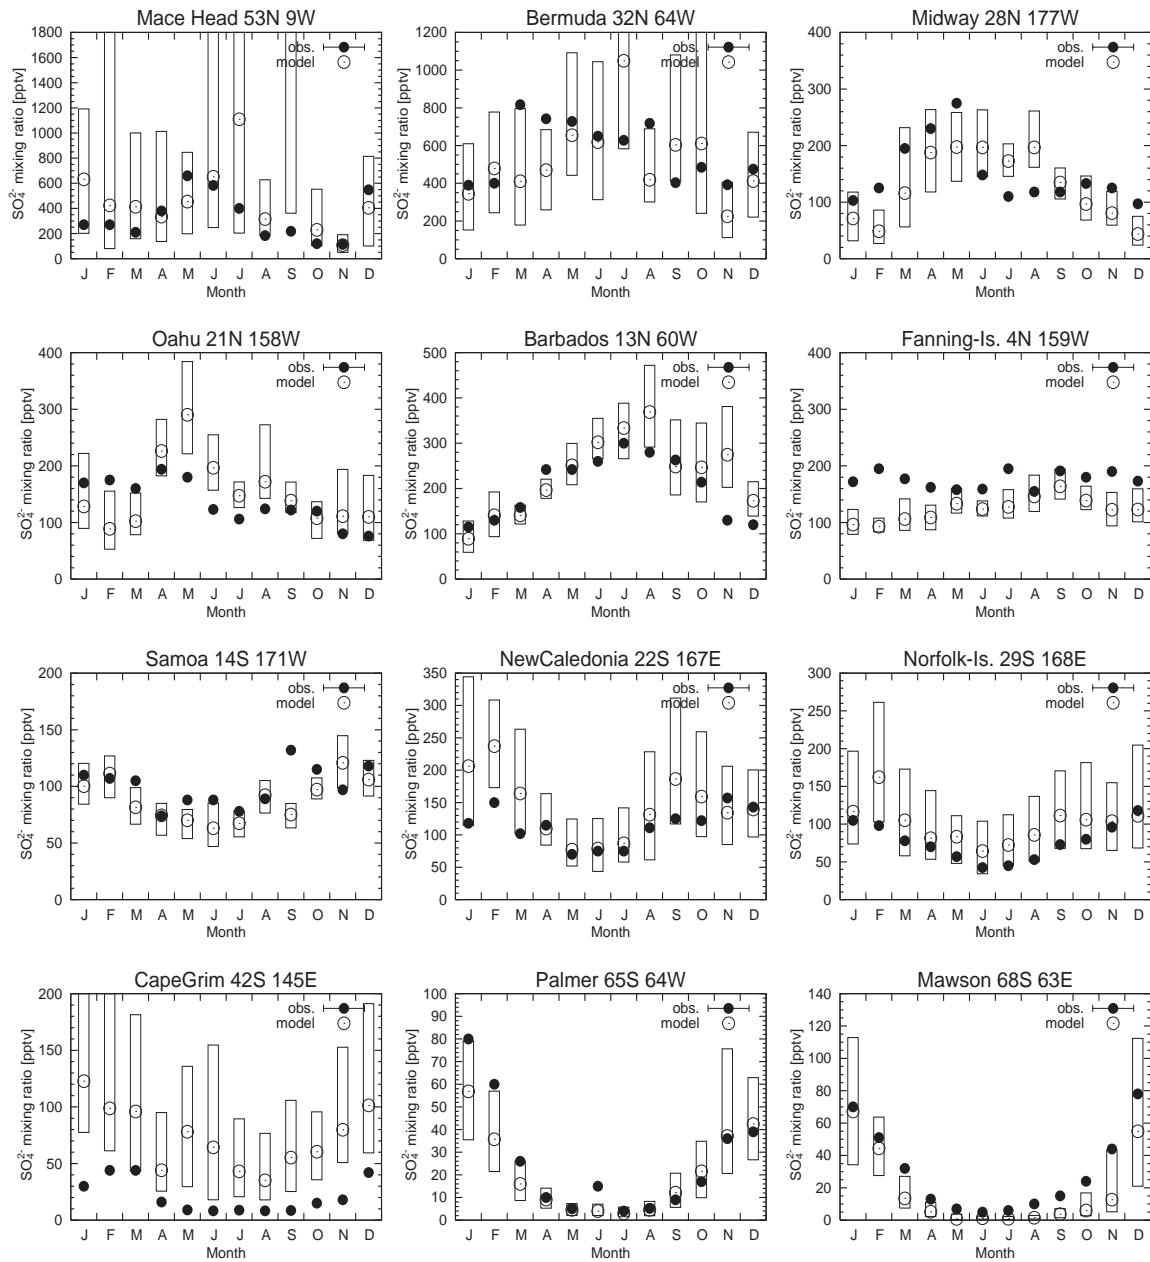 Mace Head 53N 9W
SO₄²⁻ mixing ratio [pptv]
1800
1600
1400
1200
1000
800
600
400
200
0
obs.
model
J F M A M J J A S O N D
Month
Bermuda 32N 64W
SO₄²⁻ mixing ratio [pptv]
1200
1000
800
600
400
200
0
obs.
model
J F M A M J J A S O N D
Month
Midway 28N 177W
SO₄²⁻ mixing ratio [pptv]
400
300
200
100
0
obs.
model
J F M A M J J A S O N D
Month
Oahu 21N 158W
SO₄²⁻ mixing ratio [pptv]
400
300
200
100
0
obs.
model
J F M A M J J A S O N D
Month
Barbados 13N 60W
SO₄²⁻ mixing ratio [pptv]
500
400
300
200
100
0
obs.
model
J F M A M J J A S O N D
Month
Fanning-Is. 4N 159W
SO₄²⁻ mixing ratio [pptv]
400
300
200
100
0
obs.
model
J F M A M J J A S O N D
Month
Samoa 14S 171W
SO₄²⁻ mixing ratio [pptv]
200
150
100
50
0
obs.
model
J F M A M J J A S O N D
Month
NewCaledonia 22S 167E
SO₄²⁻ mixing ratio [pptv]
350
300
250
200
150
100
50
0
obs.
model
J F M A M J J A S O N D
Month
Norfolk-Is. 29S 168E
SO₄²⁻ mixing ratio [pptv]
300
250
200
150
100
50
0
obs.
model
J F M A M J J A S O N D
Month
CapeGrim 42S 145E
SO₄²⁻ mixing ratio [pptv]
200
150
100
50
0
obs.
model
J F M A M J J A S O N D
Month
Palmer 65S 64W
SO₄²⁻ mixing ratio [pptv]
100
90
80
70
60
50
40
30
20
10
0
obs.
model
J F M A M J J A S O N D
Month
Mawson 68S 63E
SO₄²⁻ mixing ratio [pptv]
140
120
100
80
60
40
20
0
obs.
model
J F M A M J J A S O N D
Month